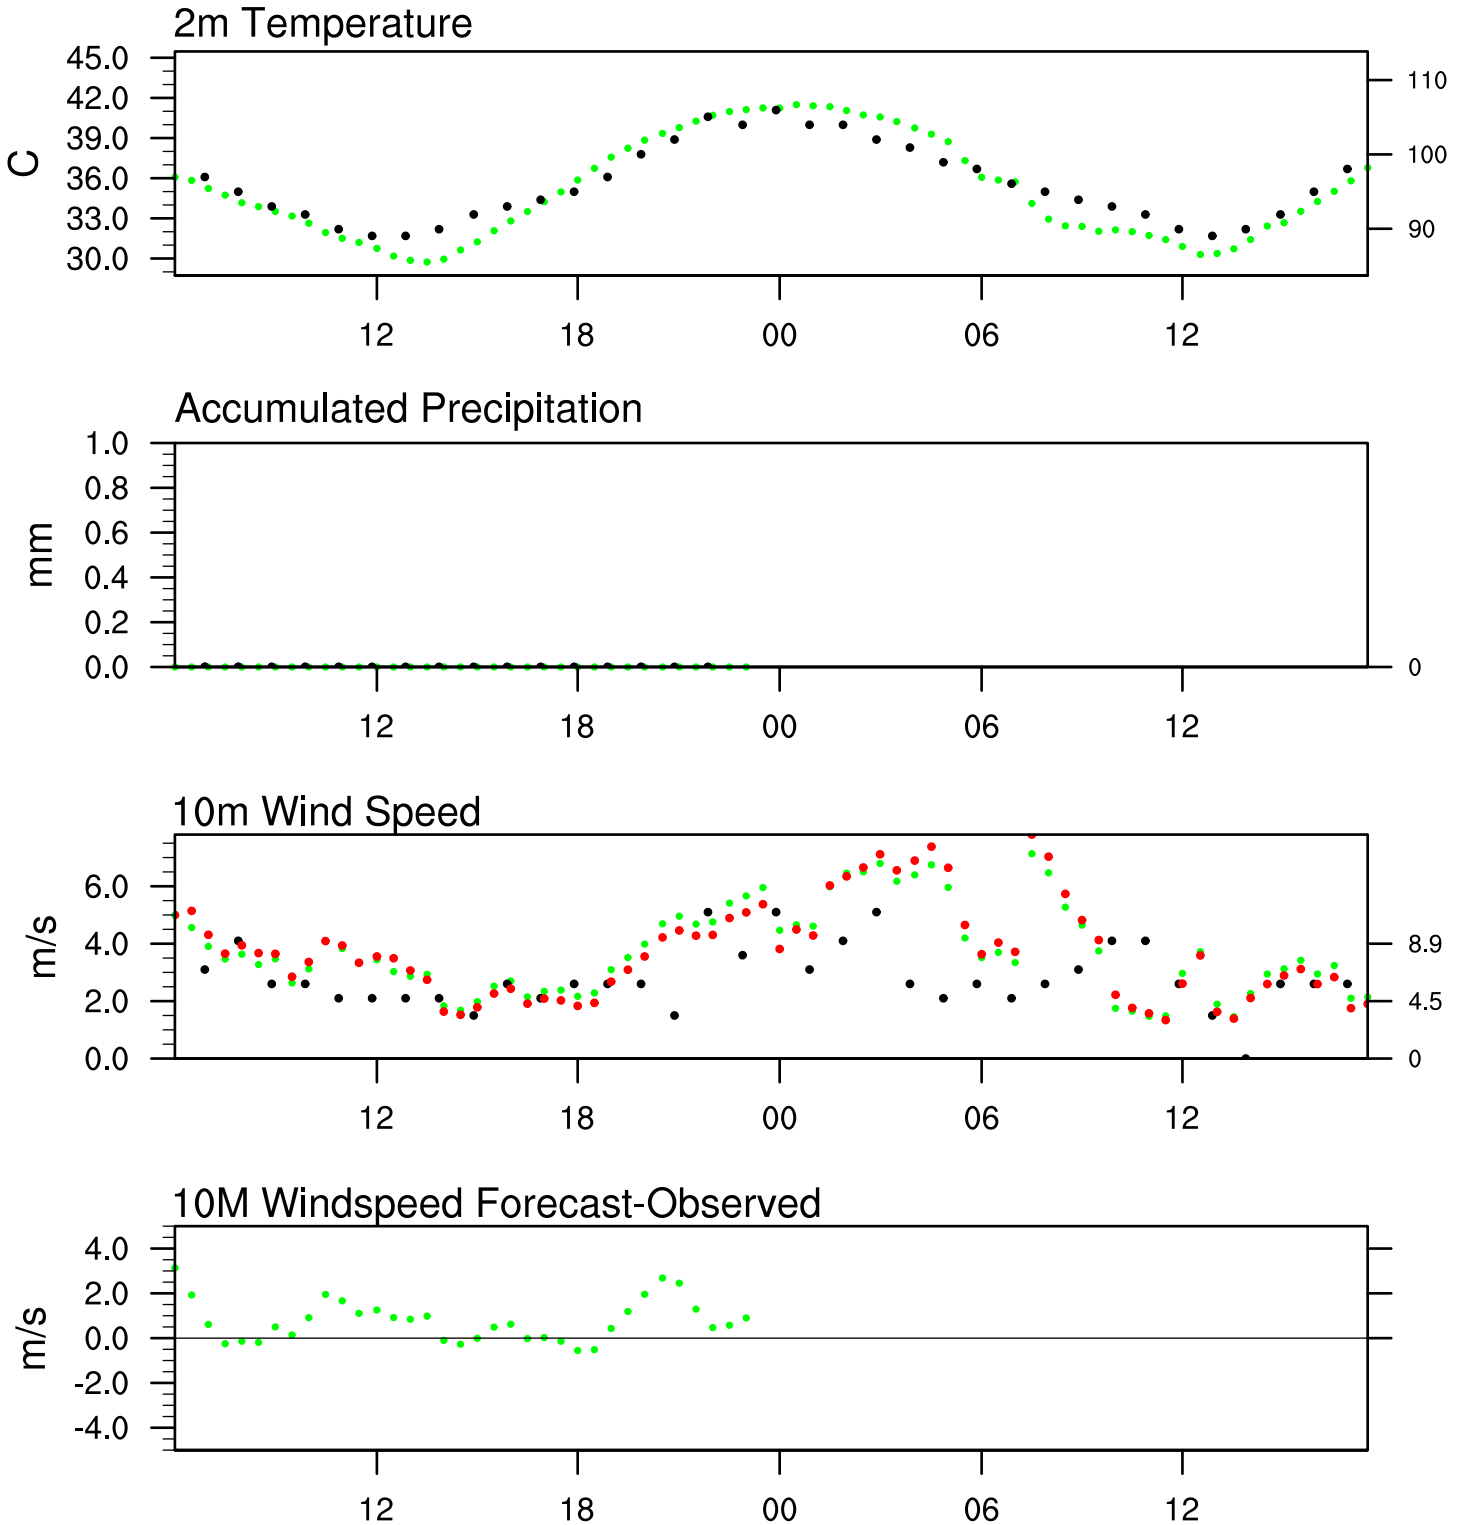 2m Temperature
45.0
42.0
39.0
36.0
33.0
30.0
C
110
100
90
12 18 00 06 12
Accumulated Precipitation
1.0
0.8
0.6
0.4
0.2
0.0
mm
0
12 18 00 06 12
10m Wind Speed
6.0
4.0
2.0
0.0
m/s
8.9
4.5
0
12 18 00 06 12
10M Windspeed Forecast-Observed
4.0
2.0
0.0
-2.0
-4.0
m/s
12 18 00 06 12